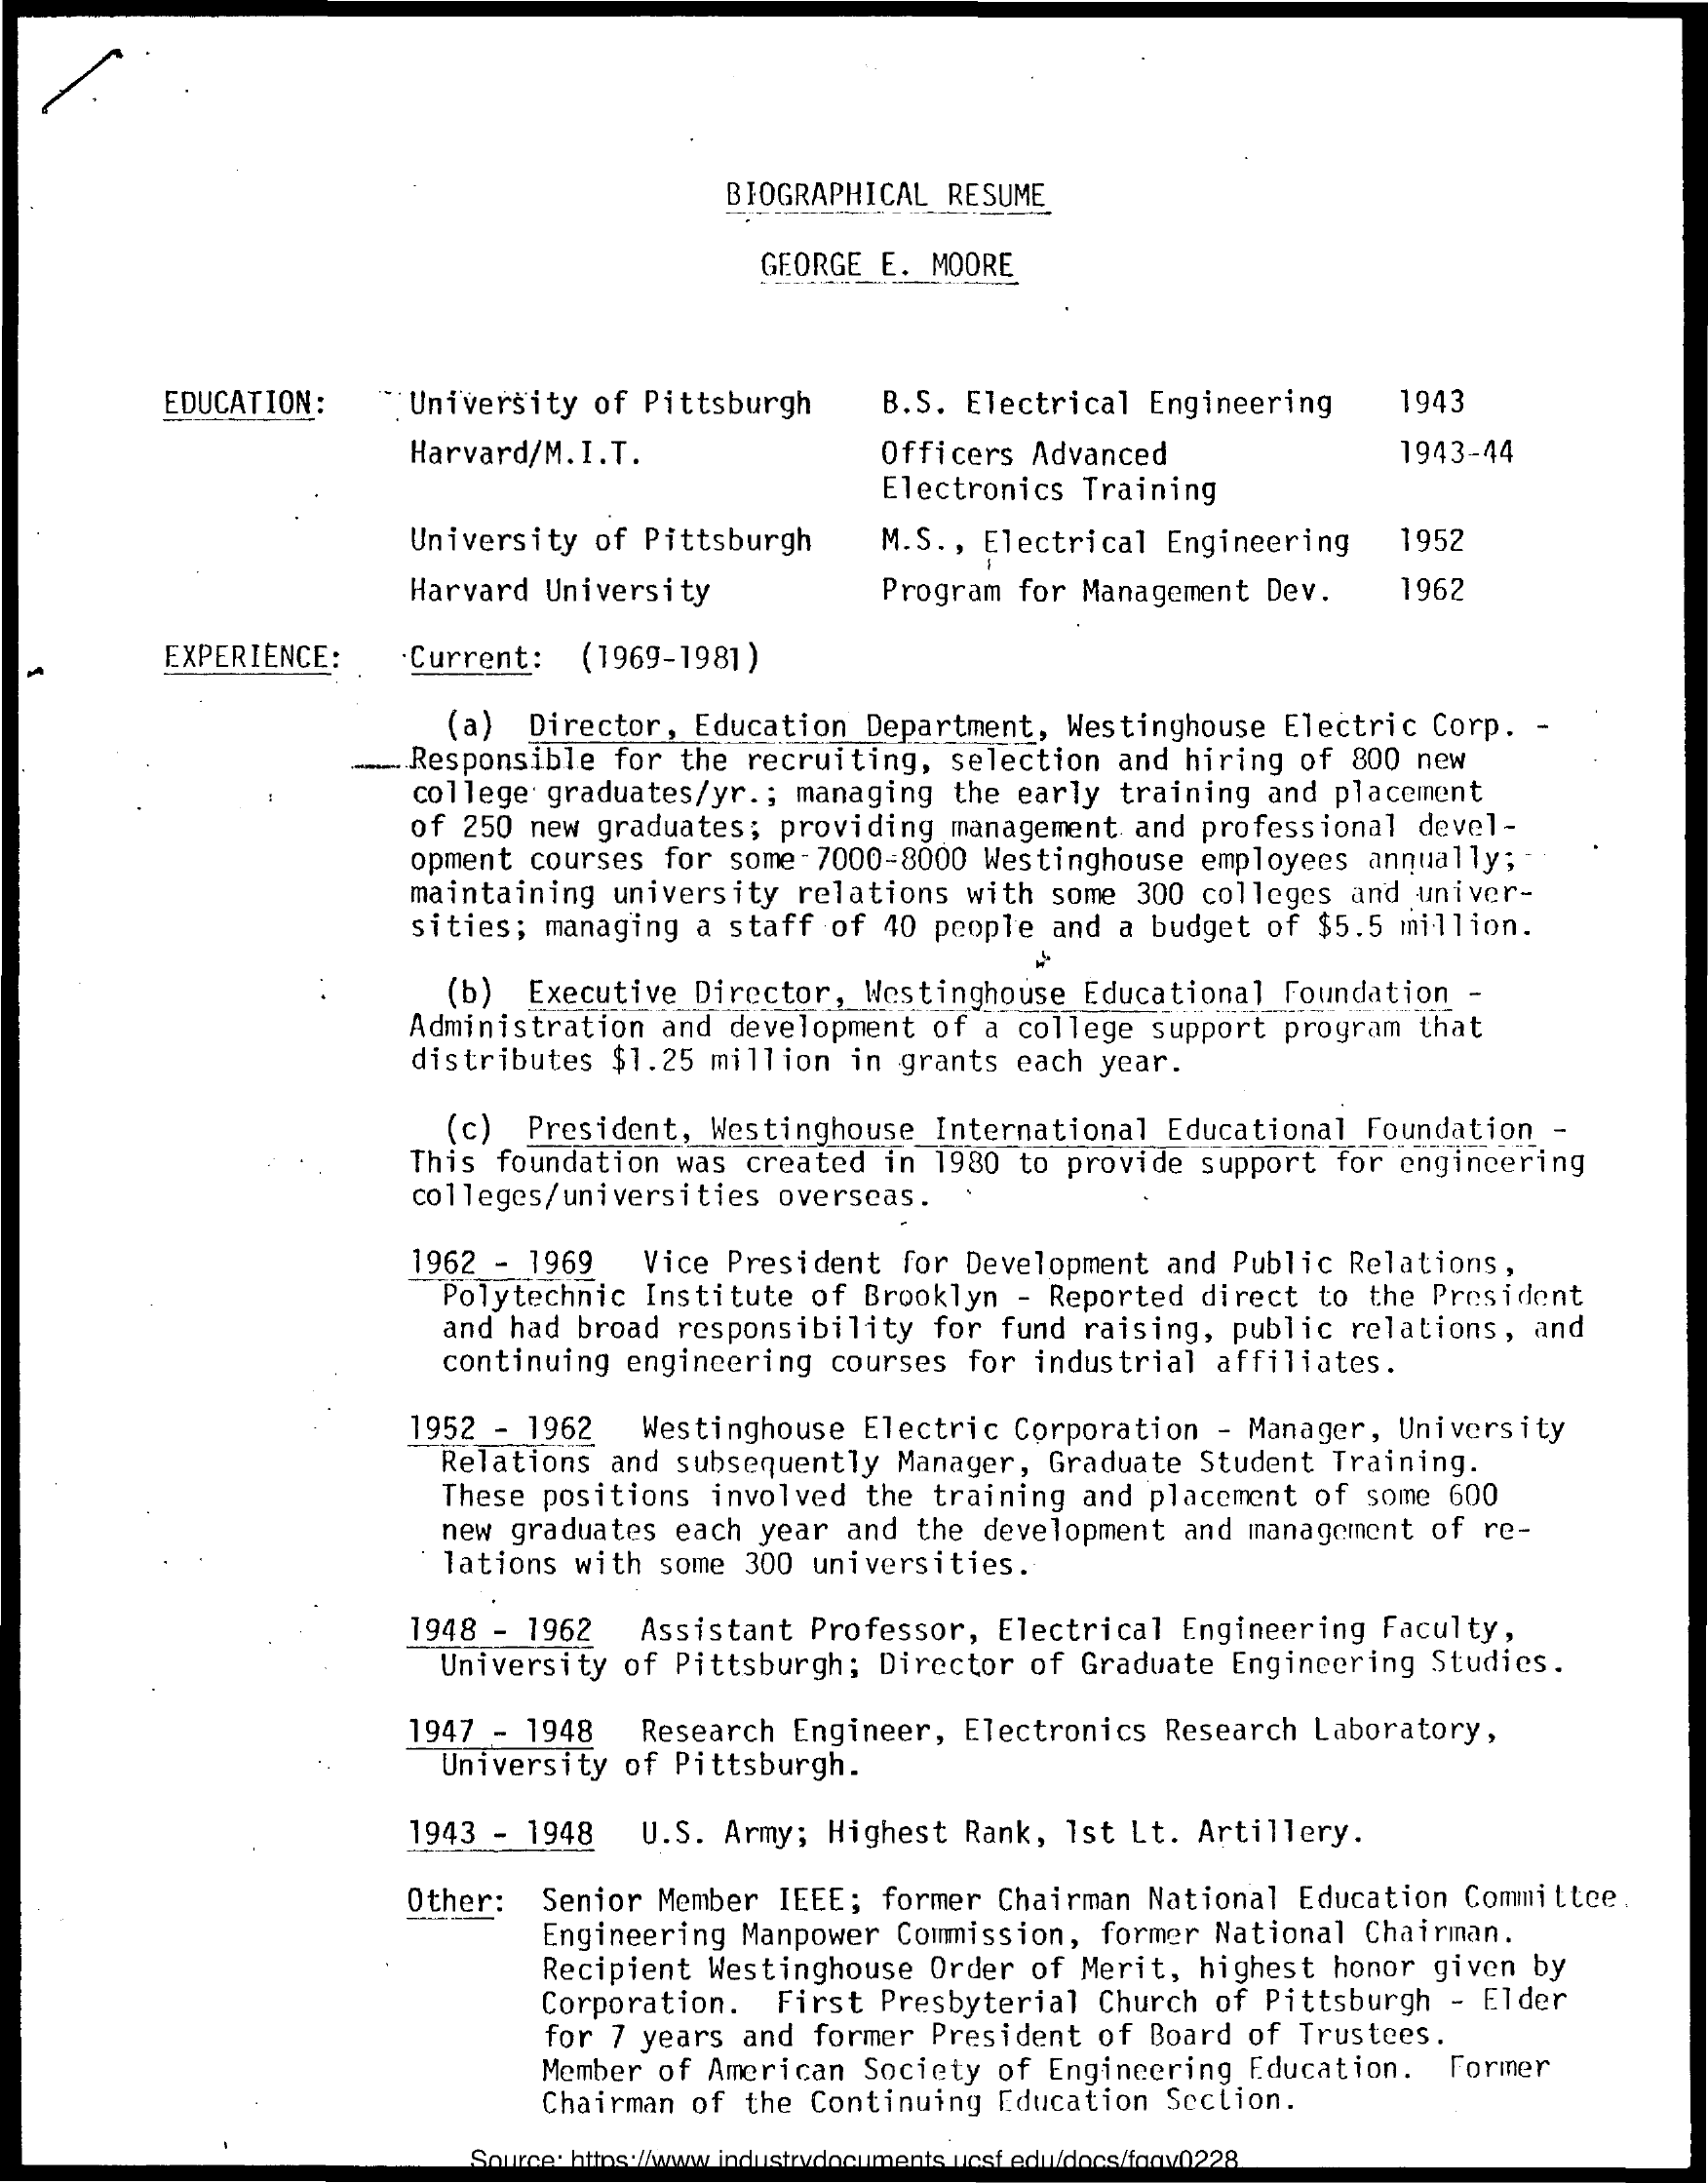 BIOGRAPHICAL RESUME
GEORGE E. MOORE
EDUCATION: University of Pittsburgh B.S. Electrical Engineering 1943
Harvard/M.I.T. Officers Advanced 1943-44
Electronics Training
University of Pittsburgh M.S., Electrical Engineering 1952
Harvard University Program for Management Dev. 1962
EXPERIENCE: Current: (1969-1981)
(a) Director, Education Department, Westinghouse Electric Corp. -
Responsible for the recruiting, selection and hiring of 800 new
college graduates/yr.; managing the early training and placement
of 250 new graduates; providing management and professional devel-
opment courses for some 7000-8000 Westinghouse employees annually;
maintaining university relations with some 300 colleges and univer-
sities; managing a staff of 40 people and a budget of $5.5 million.
(b) Executive Director, Westinghouse Educational Foundation -
Administration and development of a college support program that
distributes $1.25 million in grants each year.
(c) President, Westinghouse International Educational Foundation -
This foundation was created in 1980 to provide support for engineering
colleges/universities overseas.
1962 - 1969 Vice President for Development and Public Relations,
Polytechnic Institute of Brooklyn - Reported direct to the President
and had broad responsibility for fund raising, public relations, and
continuing engineering courses for industrial affiliates.
1952 - 1962 Westinghouse Electric Corporation - Manager, University
Relations and subsequently Manager, Graduate Student Training.
These positions involved the training and placement of some 600
new graduates each year and the development and management of re-
lations with some 300 universities.
1948 - 1962 Assistant Professor, Electrical Engineering Faculty,
University of Pittsburgh; Director of Graduate Engineering Studies.
1947 - 1948 Research Engineer, Electronics Research Laboratory,
University of Pittsburgh.
1943 - 1948 U.S. Army; Highest Rank, 1st Lt. Artillery.
Other: Senior Member IEEE; former Chairman National Education Committee.
Engineering Manpower Commission, former National Chairman.
Recipient Westinghouse Order of Merit, highest honor given by
Corporation. First Presbyterial Church of Pittsburgh - Elder
for 7 years and former President of Board of Trustees.
Member of American Society of Engineering Education. Former
Chairman of the Continuing Education Section.
Source: https://www.industrydocuments.ucsf.edu/docs/fqqv0228